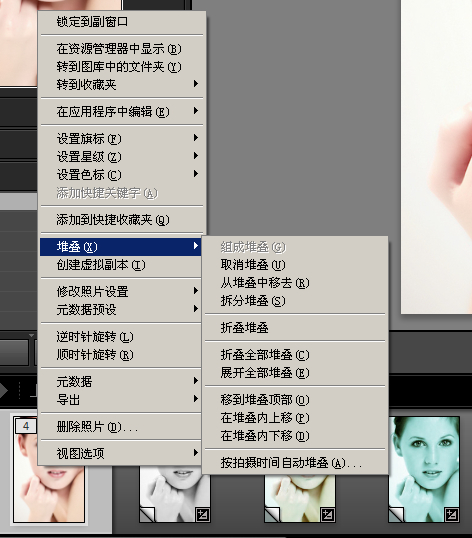 锁定到副窗口
在资源管理器中显示(B)
转到图库中的文件夹(Y)
转到收藏夹
在应用程序中编辑(E)
设置旗标(F)
设置星级(Z)
设置色标(C)
添加快捷关键字(A)
添加到快捷收藏夹(Q)
堆叠(X)
创建虚拟副本(I)
修改照片设置
元数据预设
逆时针旋转(L)
顺时针旋转(R)
元数据
导出
删除照片(D)...
视图选项
组成堆叠(G)
取消堆叠(U)
从堆叠中移去(R)
拆分堆叠(S)
折叠堆叠
折叠全部堆叠(C)
展开全部堆叠(E)
移到堆叠顶部(O)
在堆叠内上移(P)
在堆叠内下移(D)
按拍摄时间自动堆叠(A)...
4